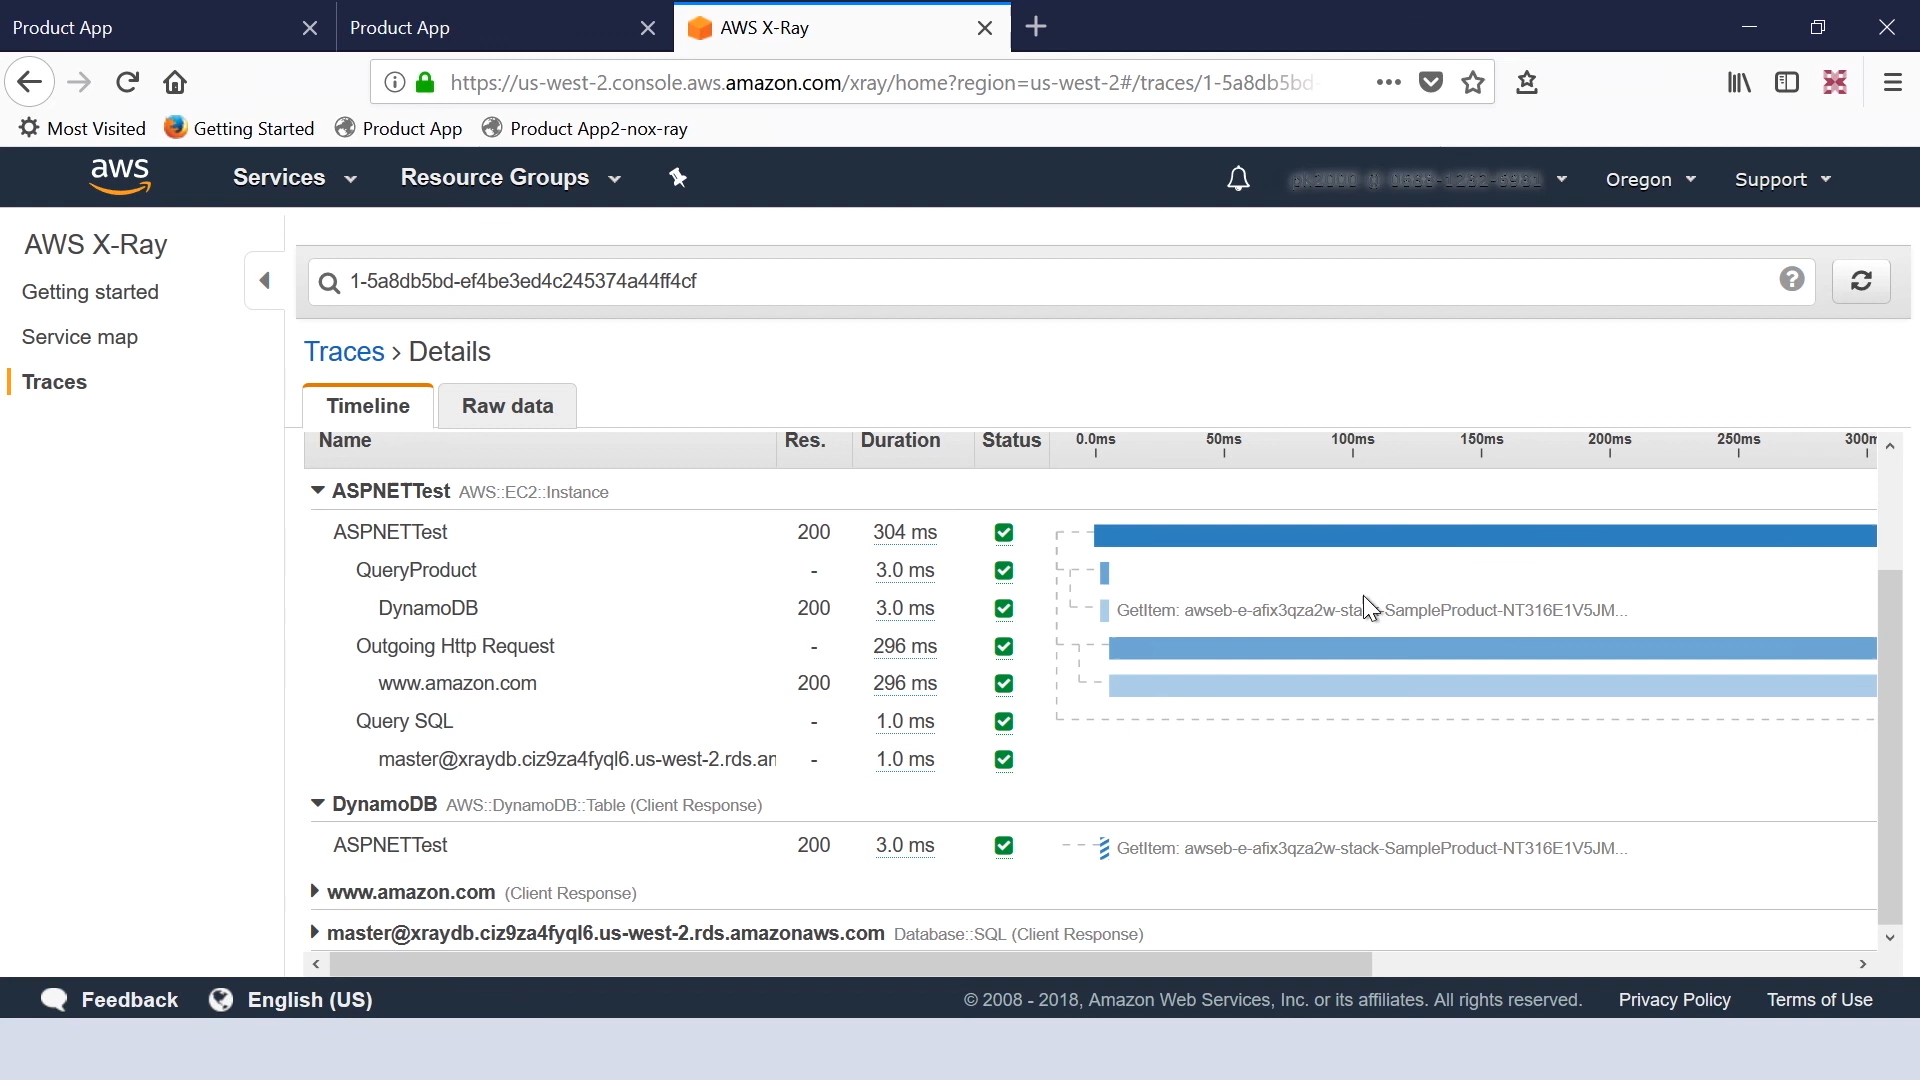 Product App
Product App
AWS X-Ray
https://us-west-2.console.aws.amazon.com/xray/home?region=us-west-2#/traces/1-5a8db5bd-
Most Visited
Getting Started
Product App
Product App2-nox-ray
aws
Services
Resource Groups
Oregon
Support
AWS X-Ray
Getting started
Service map
Traces
1-5a8db5bd-ef4be3ed4c245374a44ff4cf
?
Traces > Details
Timeline
Raw data
Name Res. Duration Status 0.0ms 50ms 100ms 150ms 200ms 250ms 300m
ASPNETTest AWS::EC2::Instance
ASPNETTest 200 304 ms
QueryProduct - 3.0 ms
DynamoDB 200 3.0 ms GetItem: awseb-e-afix3qza2w-sta SampleProduct-NT316E1V5JM...
Outgoing Http Request - 296 ms
www.amazon.com 200 296 ms
Query SQL - 1.0 ms
master@xraydb.ciz9za4fyql6.us-west-2.rds.am - 1.0 ms
DynamoDB AWS::DynamoDB::Table (Client Response)
ASPNETTest 200 3.0 ms GetItem: awseb-e-afix3qza2w-stack-SampleProduct-NT316E1V5JM...
www.amazon.com (Client Response)
master@xraydb.ciz9za4fyql6.us-west-2.rds.amazonaws.com Database::SQL (Client Response)
Feedback
English (US)
© 2008 - 2018, Amazon Web Services, Inc. or its affiliates. All rights reserved.
Privacy Policy
Terms of Use